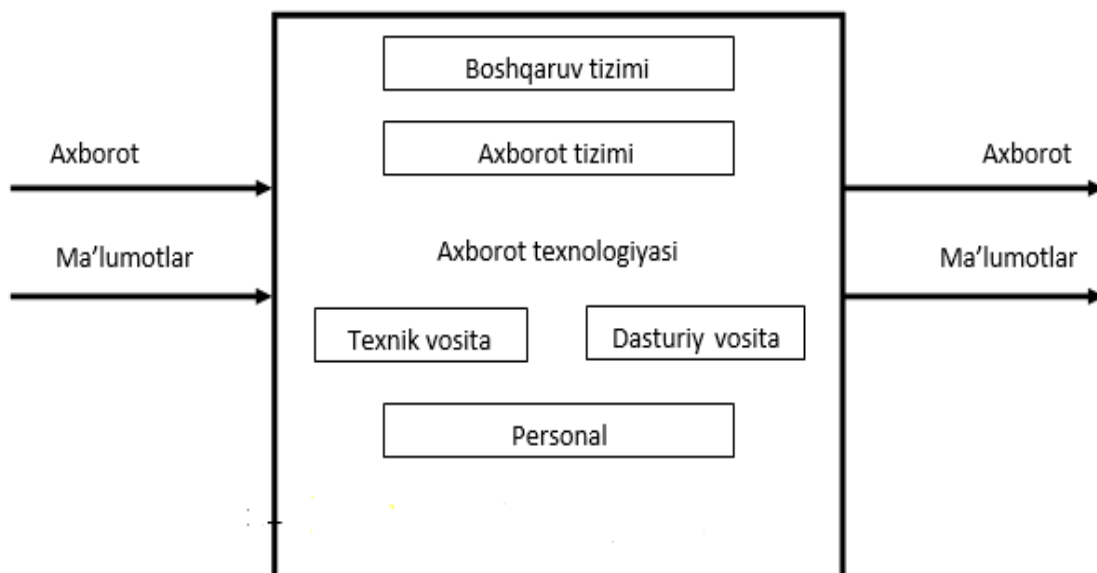 Boshqaruv tizimi
Axborot
Axborot tizimi
Axborot
Ma’lumotlar
Axborot texnologiyasi
Ma’lumotlar
Texnik vosita
Dasturiy vosita
Personal